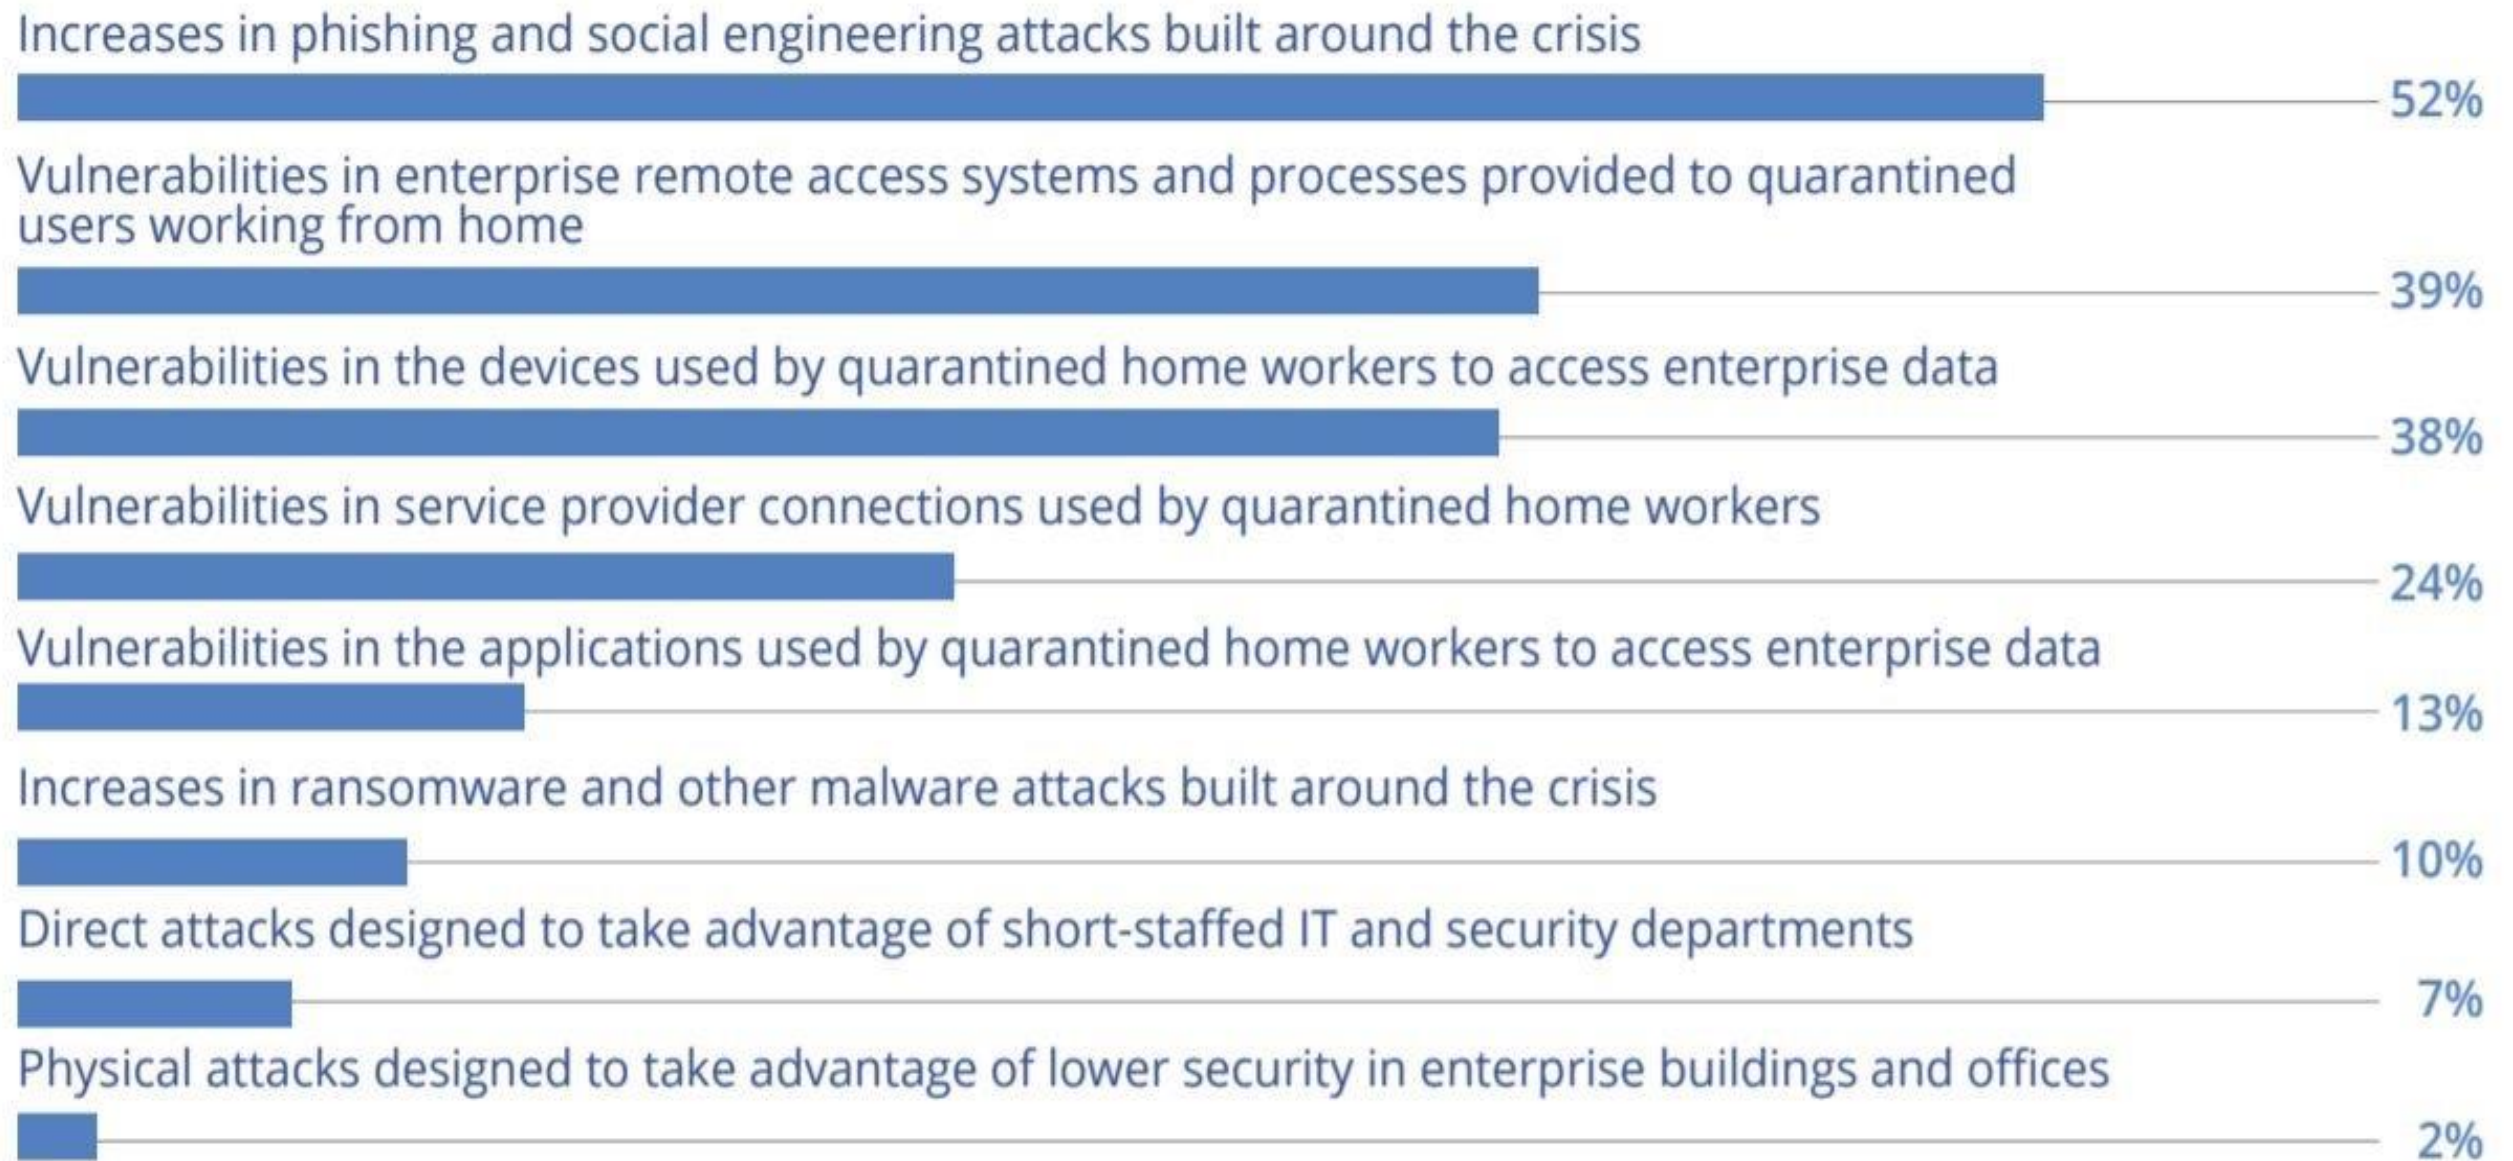 Increases in phishing and social engineering attacks built around the crisis
52%
Vulnerabilities in enterprise remote access systems and processes provided to quarantined
users working from home
39%
Vulnerabilities in the devices used by quarantined home workers to access enterprise data
38%
Vulnerabilities in service provider connections used by quarantined home workers
24%
Vulnerabilities in the applications used by quarantined home workers to access enterprise data
13%
Increases in ransomware and other malware attacks built around the crisis
10%
Direct attacks designed to take advantage of short-staffed IT and security departments
7%
Physical attacks designed to take advantage of lower security in enterprise buildings and offices
2%